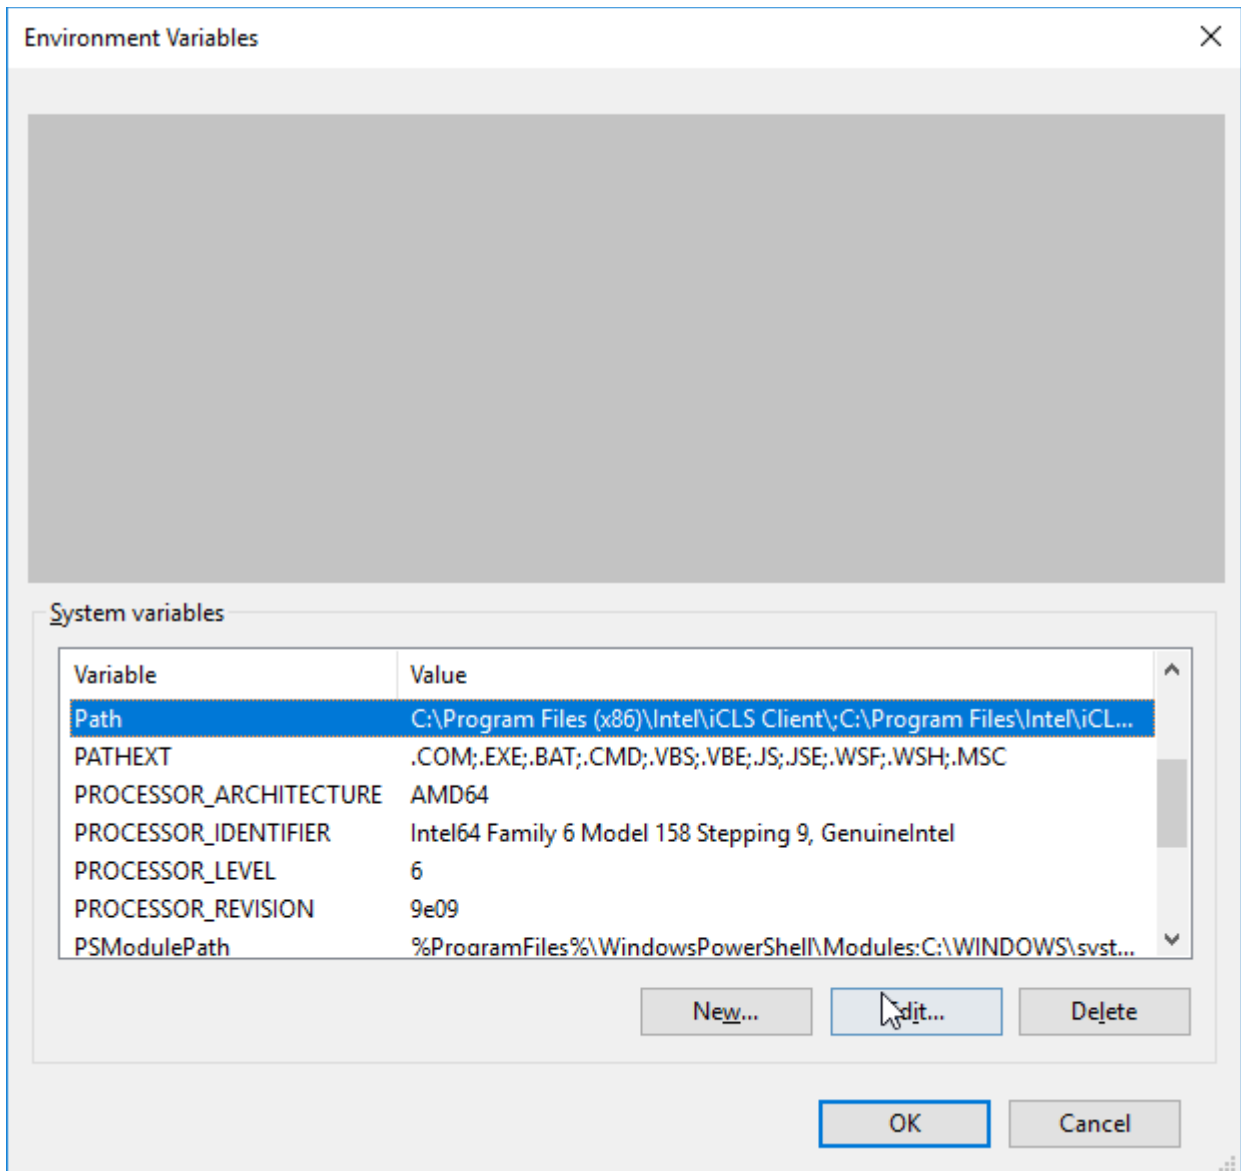 Environment Variables
System variables
Variable Value
Path C:\Program Files (x86)\Intel\iCLS Client\;C:\Program Files\Intel\iCL...
PATHEXT .COM;.EXE;.BAT;.CMD;.VBS;.VBE;.JS;.JSE;.WSF;.WSH;.MSC
PROCESSOR_ARCHITECTURE AMD64
PROCESSOR_IDENTIFIER Intel64 Family 6 Model 158 Stepping 9, GenuineIntel
PROCESSOR_LEVEL 6
PROCESSOR_REVISION 9e09
PSModulePath %ProgramFiles%\WindowsPowerShell\Modules;C:\WINDOWS\syst...
New... Edit... Delete
OK Cancel